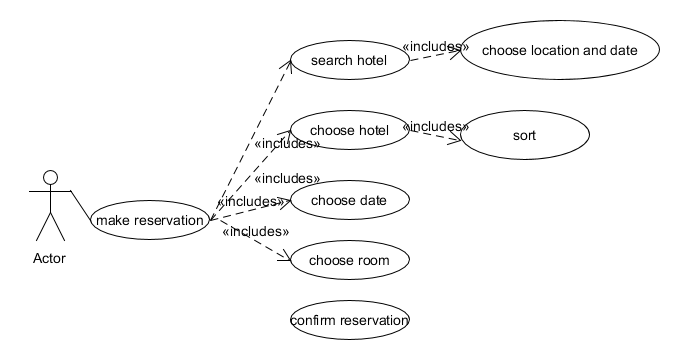 search hotel
«includes»
choose location and date
choose hotel
«includes»
sort
«includes»
«includes»
choose date
«includes»
make reservation
«includes»
choose room
Actor
confirm reservation